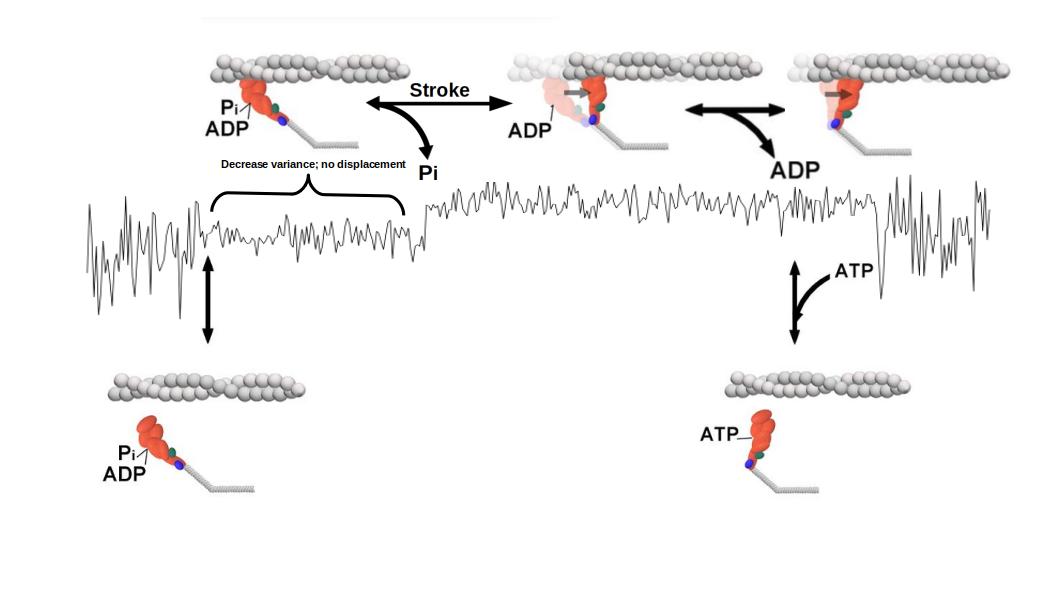 Stroke
Pi
ADP
ADP
Pi
ADP
Decrease variance; no displacement
ATP
Pi
ADP
ATP